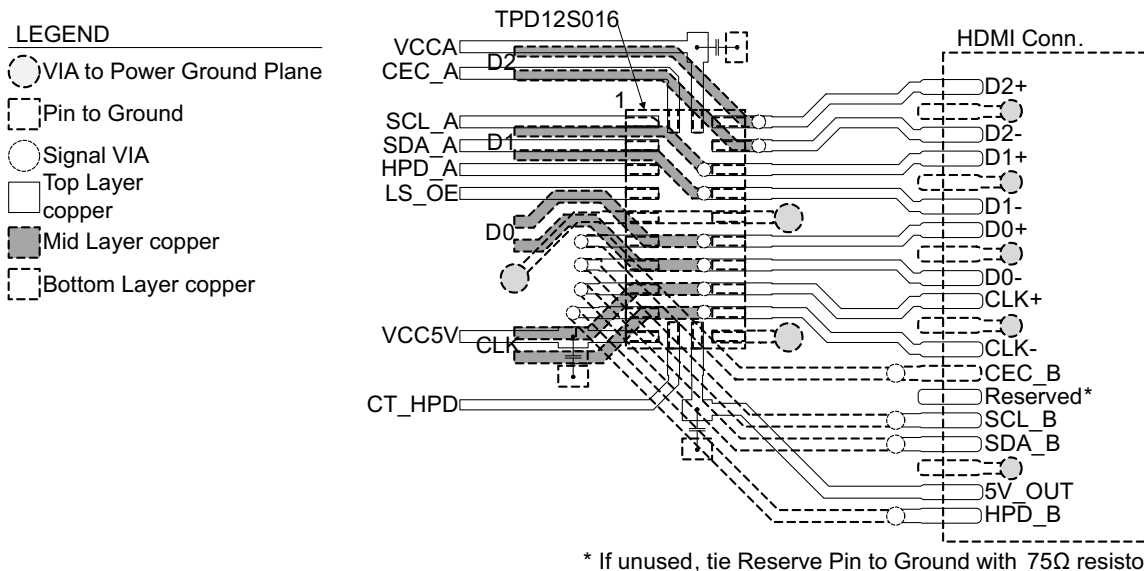 TPD12S016
LEGEND
VIA to Power Ground Plane
Pin to Ground
Signal VIA
Top Layer
copper
Mid Layer copper
Bottom Layer copper
VCCA
D2
CEC_A
1
SCL_A
SDA_A
D1
HPD_A
LS_OE
D0
VCC5V
CLK
CT_HPD
HDMI Conn.
D2+
D2-
D1+
D1-
D0+
D0-
CLK+
CLK-
CEC_B
Reserved*
SCL_B
SDA_B
5V_OUT
HPD_B
* If unused, tie Reserve Pin to Ground with 75Ω resisto